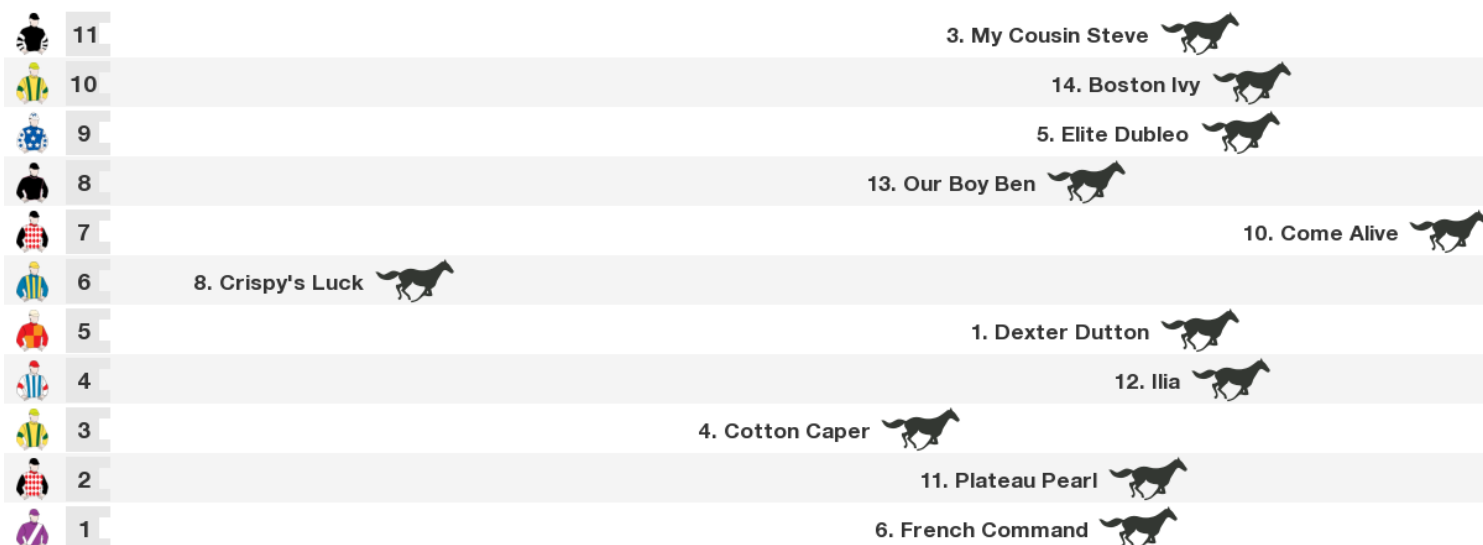 11 3. My Cousin Steve
10 14. Boston Ivy
9 5. Elite Dubleo
8 13. Our Boy Ben
7 10. Come Alive
6 8. Crispy's Luck
5 1. Dexter Dutton
4 12. Ilia
3 4. Cotton Caper
2 11. Plateau Pearl
1 6. French Command